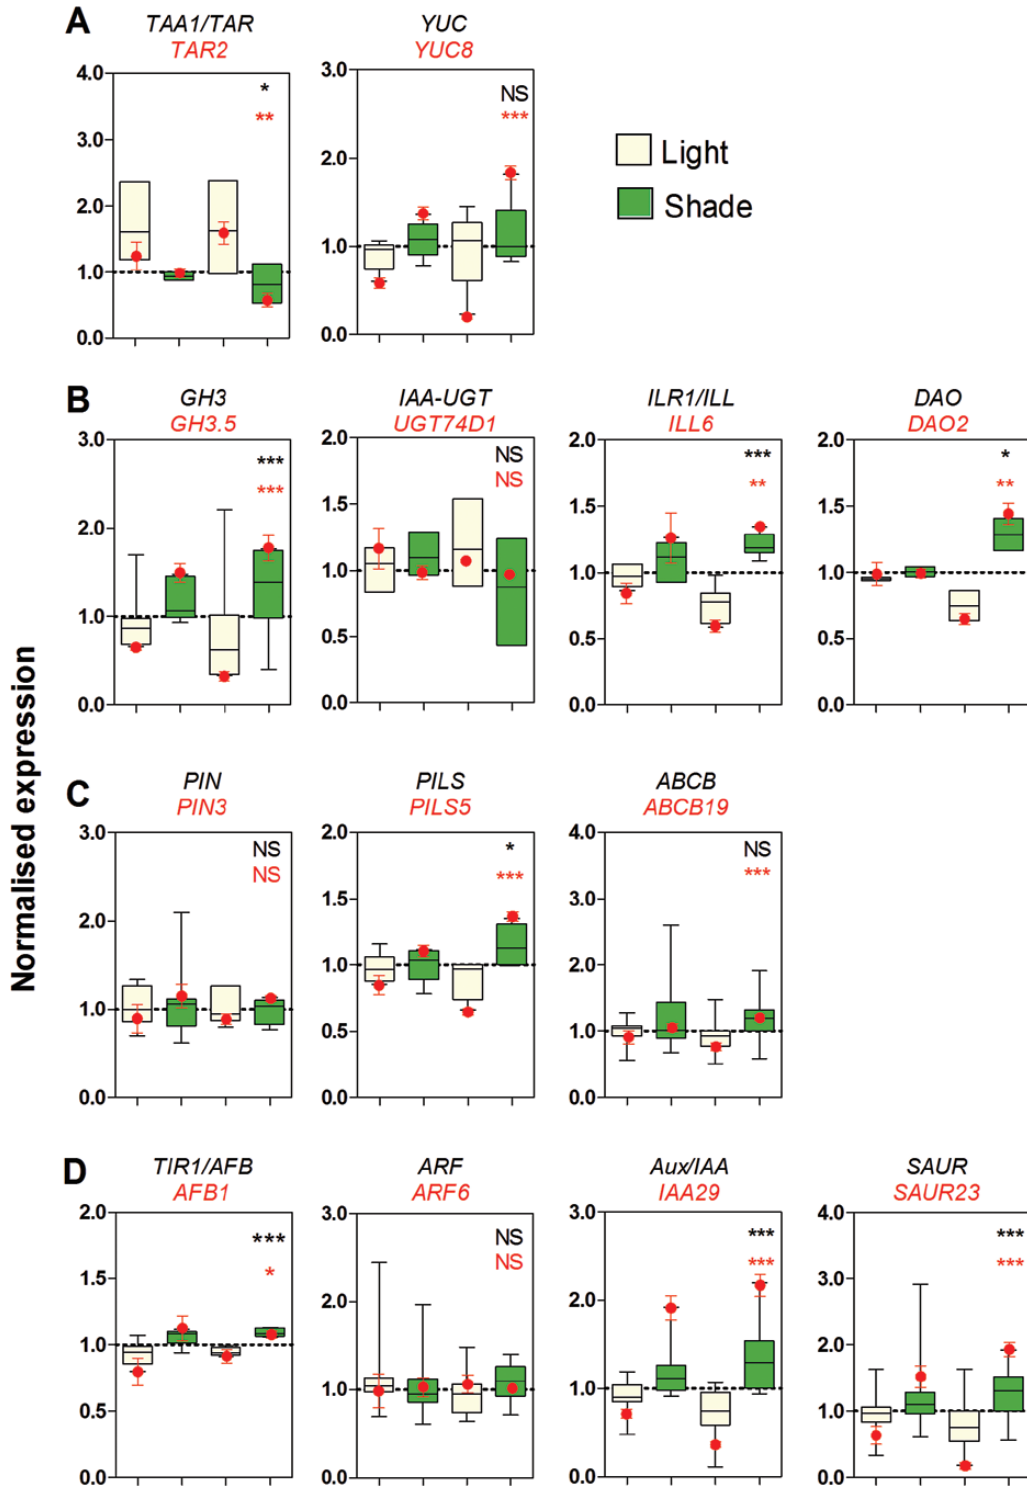 A
TAA1/TAR
TAR2
4.0
3.0
2.0
1.0
0.0
*
**
YUC
YUC8
3.0
2.0
1.0
0.0
NS
***
Light
Shade
Normalised expression
B
GH3
GH3.5
3.0
2.0
1.0
0.0
***
***
IAA-UGT
UGT74D1
2.0
1.5
1.0
0.5
0.0
NS
NS
ILR1/ILL
ILL6
2.0
1.5
1.0
0.5
0.0
***
**
DAO
DAO2
2.0
1.5
1.0
0.5
0.0
*
**
C
PIN
PIN3
3.0
2.0
1.0
0.0
NS
NS
PILS
PILS5
2.0
1.5
1.0
0.5
0.0
*
***
ABCB
ABCB19
4.0
3.0
2.0
1.0
0.0
NS
***
D
TIR1/AFB
AFB1
2.0
1.5
1.0
0.5
0.0
***
*
ARF
ARF6
3.0
2.0
1.0
0.0
NS
NS
Aux/IAA
IAA29
3.0
2.0
1.0
0.0
***
***
SAUR
SAUR23
4.0
3.0
2.0
1.0
0.0
***
***